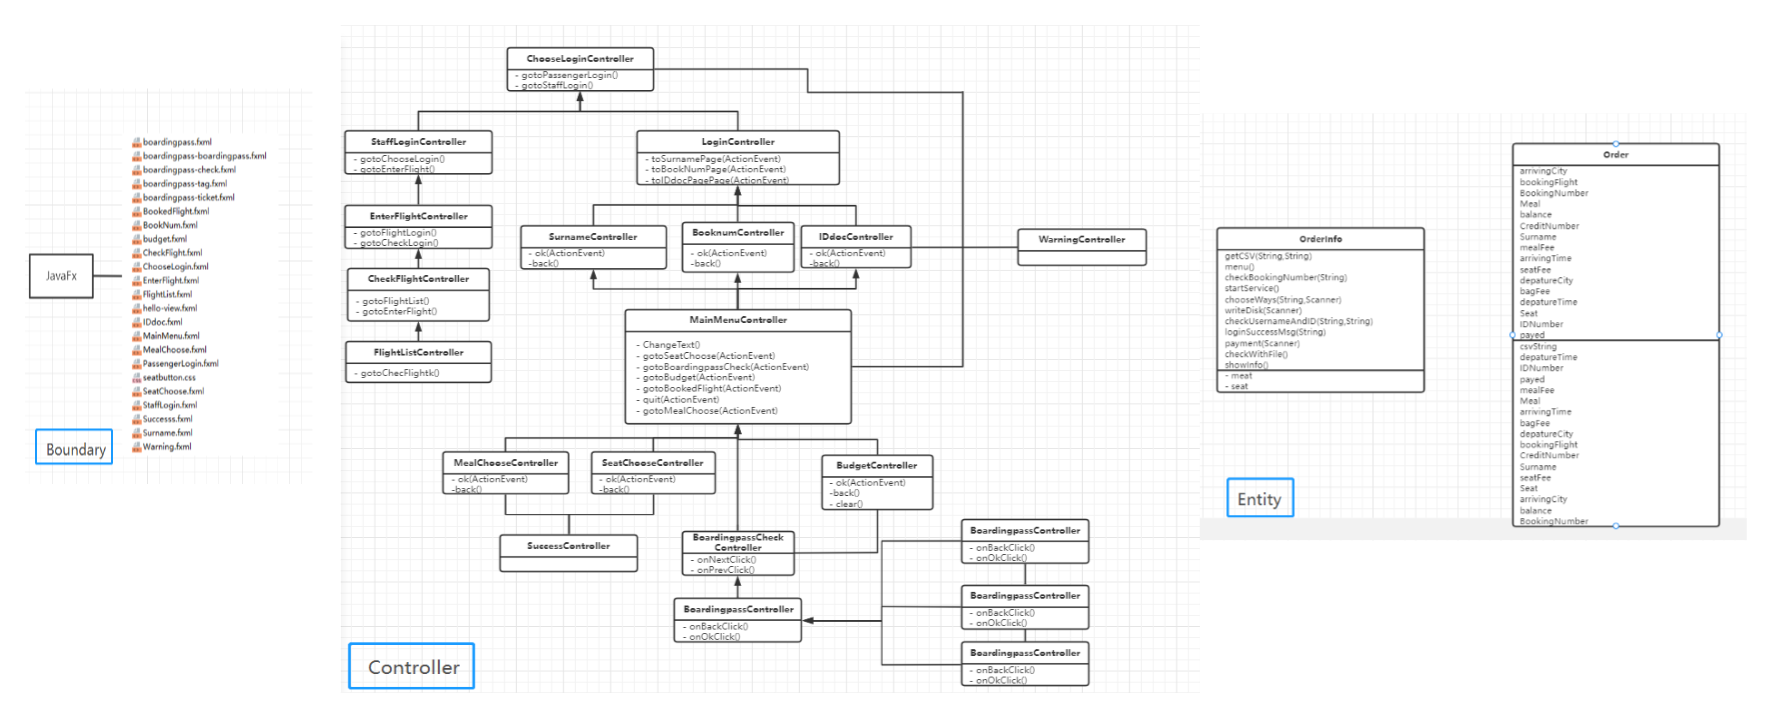 JavaFx
boardingpass.fxml
boardingpass-boardingpass.fxml
boardingpass-check.fxml
boardingpass-tag.fxml
boardingpass-ticket.fxml
BookedFlight.fxml
BookNum.fxml
budget.fxml
CheckFlight.fxml
ChooseLogin.fxml
EnterFlight.fxml
FlightList.fxml
hello-view.fxml
IDdoc.fxml
MainMenu.fxml
MealChoose.fxml
PassengerLogin.fxml
seatbutton.css
SeatChoose.fxml
StaffLogin.fxml
Successs.fxml
Surname.fxml
Warning.fxml
Boundary
ChooseLoginController
- gotoPassengerLogin()
- gotoStaffLogin()
StaffLoginController
- gotoChooseLogin()
- gotoEnterFlight()
LoginController
- toSurnamePage(ActionEvent)
- toBookNumPage(ActionEvent)
- toIDdocPagePage(ActionEvent)
EnterFlightController
- gotoFlightLogin()
- gotoCheckLogin()
SurnameController
- ok(ActionEvent)
-back()
BooknumController
- ok(ActionEvent)
-back()
IDdocController
- ok(ActionEvent)
-back()
WarningController
CheckFlightController
- gotoFlightList()
- gotoEnterFlight()
FlightListController
- gotoChecFlightk()
MainMenuController
- ChangeText()
- gotoSeatChoose(ActionEvent)
- gotoBoardingpassCheck(ActionEvent)
- gotoBudget(ActionEvent)
- gotoBookedFlight(ActionEvent)
- quit(ActionEvent)
- gotoMealChoose(ActionEvent)
MealChooseController
- ok(ActionEvent)
-back()
SeatChooseController
- ok(ActionEvent)
-back()
BudgetController
- ok(ActionEvent)
-back()
- clear()
SuccessController
BoardingpassCheck
Controller
- onNextClick()
- onPrevClick()
BoardingpassController
- onBackClick()
- onOkClick()
BoardingpassController
- onBackClick()
- onOkClick()
BoardingpassController
- onBackClick()
- onOkClick()
BoardingpassController
- onBackClick()
- onOkClick()
Controller
OrderInfo
getCSV(String,String)
menu()
checkBookingNumber(String)
startService()
chooseWays(String,Scanner)
writeDisk(Scanner)
checkUsernameAndID(String,String)
loginSuccessMsg(String)
payment(Scanner)
checkWithFile()
showInfo()
- meat
- seat
Entity
Order
arrivingCity
bookingFlight
BookingNumber
Meal
balance
CreditNumber
Surname
mealFee
arrivingTime
seatFee
depatureCity
bagFee
depatureTime
Seat
IDNumber
payed
csvString
depatureTime
IDNumber
payed
mealFee
Meal
arrivingTime
bagFee
depatureCity
bookingFlight
CreditNumber
Surname
seatFee
Seat
arrivingCity
balance
BookingNumber